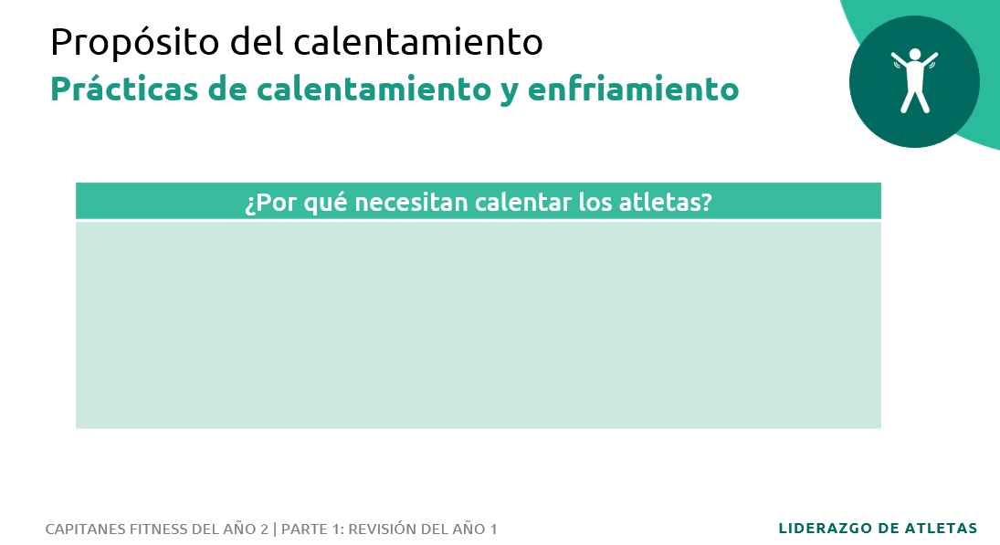 Propósito del calentamiento
Prácticas de calentamiento y enfriamiento
¿Por qué necesitan calentar los atletas?
CAPITANES FITNESS DEL AÑO 2 | PARTE 1: REVISIÓN DEL AÑO 1
LIDERAZGO DE ATLETAS